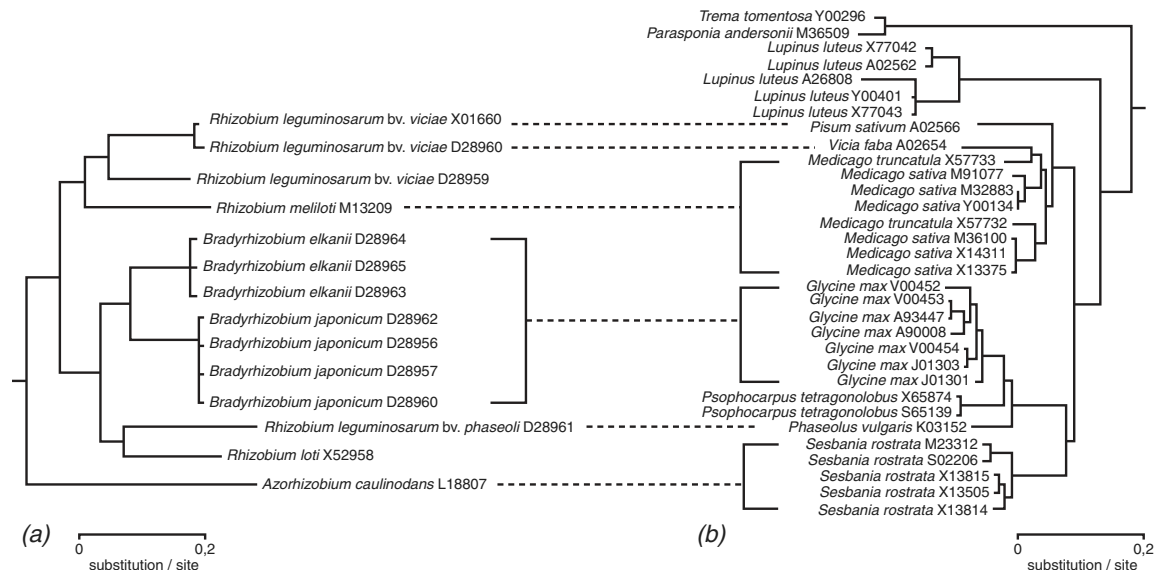 Rhizobium leguminosarum bv. viciae X01660
Rhizobium leguminosarum bv. viciae D28960
Rhizobium leguminosarum bv. viciae D28959
Rhizobium meliloti M13209
Bradyrhizobium elkanii D28964
Bradyrhizobium elkanii D28965
Bradyrhizobium elkanii D28963
Bradyrhizobium japonicum D28962
Bradyrhizobium japonicum D28956
Bradyrhizobium japonicum D28957
Bradyrhizobium japonicum D28960
Rhizobium leguminosarum bv. phaseoli D28961
Rhizobium loti X52958
Azorhizobium caulinodans L18807
(a)
0 0,2
substitution / site
Trema tomentosa Y00296
Parasponia andersonii M36509
Lupinus luteus X77042
Lupinus luteus A02562
Lupinus luteus A26808
Lupinus luteus Y00401
Lupinus luteus X77043
Pisum sativum A02566
Vicia faba A02654
Medicago truncatula X57733
Medicago sativa M91077
Medicago sativa M32883
Medicago sativa Y00134
Medicago truncatula X57732
Medicago sativa M36100
Medicago sativa X14311
Medicago sativa X13375
Glycine max V00452
Glycine max V00453
Glycine max A93447
Glycine max A90008
Glycine max V00454
Glycine max J01303
Glycine max J01301
Psophocarpus tetragonolobus X65874
Psophocarpus tetragonolobus S65139
Phaseolus vulgaris K03152
Sesbania rostrata M23312
Sesbania rostrata S02206
Sesbania rostrata X13815
Sesbania rostrata X13505
Sesbania rostrata X13814
(b)
0 0,2
substitution / site